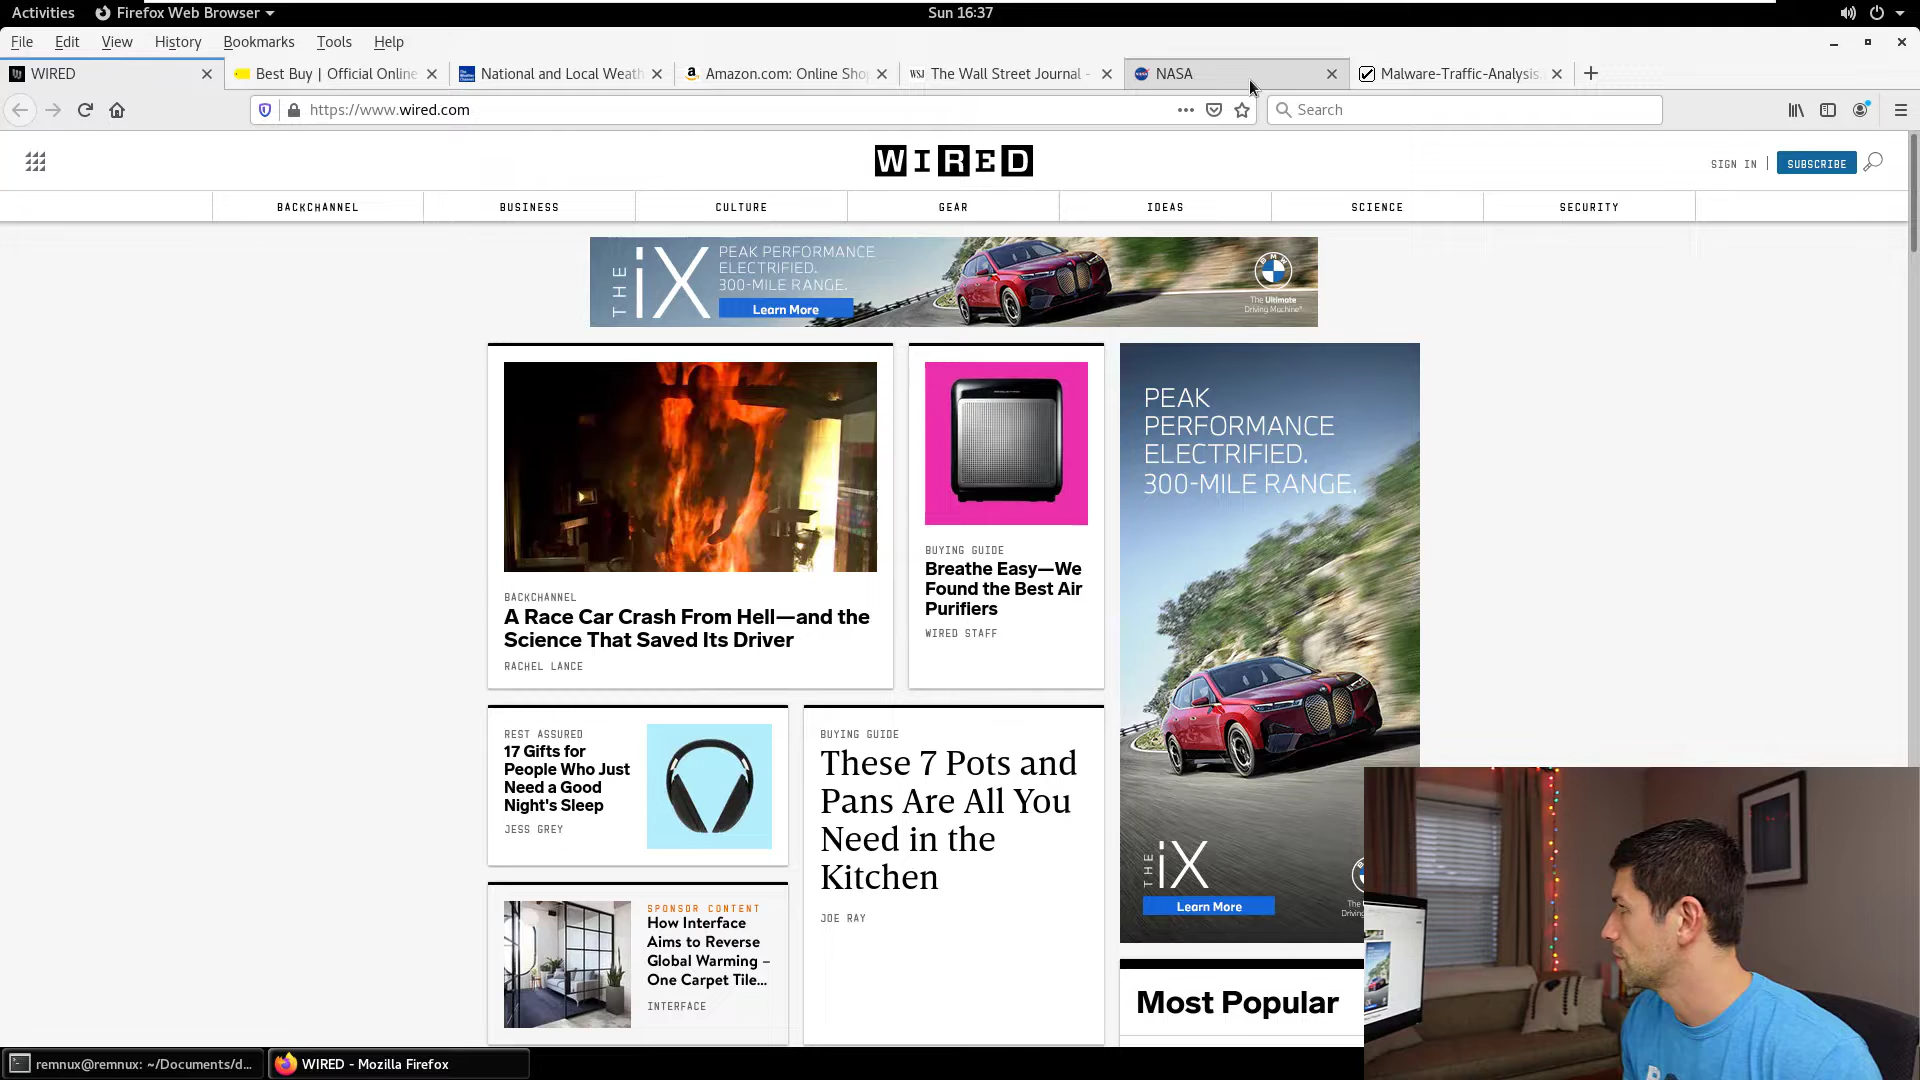 Activities Firefox Web Browser Sun 16:37
File Edit View History Bookmarks Tools Help
WIRED Best Buy | Official Online National and Local Weath Amazon.com: Online Shop WSJ The Wall Street Journal - NASA Malware-Traffic-Analysis.
https://www.wired.com Search
WIRED
SIGN IN | SUBSCRIBE
BACKCHANNEL BUSINESS CULTURE GEAR IDEAS SCIENCE SECURITY
THE iX
PEAK PERFORMANCE
ELECTRIFIED.
300-MILE RANGE.
Learn More
BMW
The Ultimate
Driving Machine®
BACKCHANNEL
A Race Car Crash From Hell—and the
Science That Saved Its Driver
RACHEL LANCE
BUYING GUIDE
Breathe Easy—We
Found the Best Air
Purifiers
WIRED STAFF
PEAK
PERFORMANCE
ELECTRIFIED.
300-MILE RANGE.
THE iX
Learn More
REST ASSURED
17 Gifts for
People Who Just
Need a Good
Night's Sleep
JESS GREY
BUYING GUIDE
These 7 Pots and
Pans Are All You
Need in the
Kitchen
JOE RAY
SPONSOR CONTENT
How Interface
Aims to Reverse
Global Warming –
One Carpet Tile...
INTERFACE
Most Popular
remnux@remnux: ~/Documents/d... WIRED - Mozilla Firefox